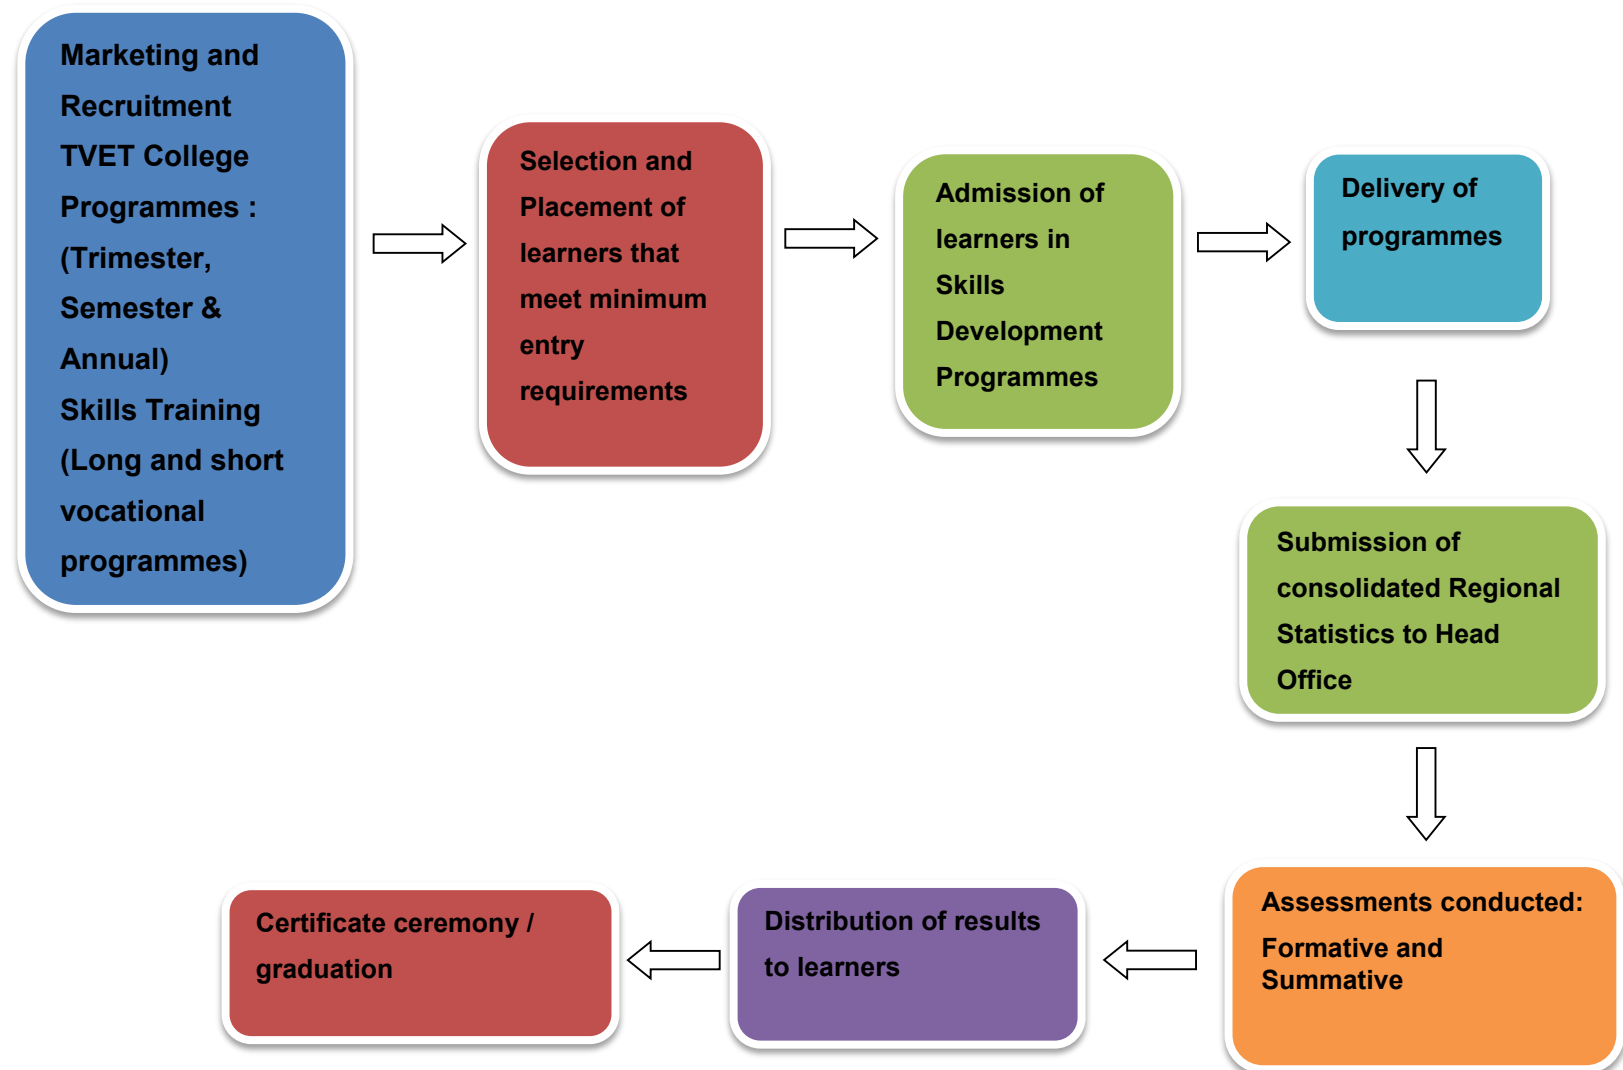 Marketing and
Recruitment
TVET College
Programmes :
(Trimester,
Semester &
Annual)
Skills Training
(Long and short
vocational
programmes)
Selection and
Placement of
learners that
meet minimum
entry
requirements
Admission of
learners in
Skills
Development
Programmes
Delivery of
programmes
Submission of
consolidated Regional
Statistics to Head
Office
Assessments conducted:
Formative and
Summative
Distribution of results
to learners
Certificate ceremony /
graduation